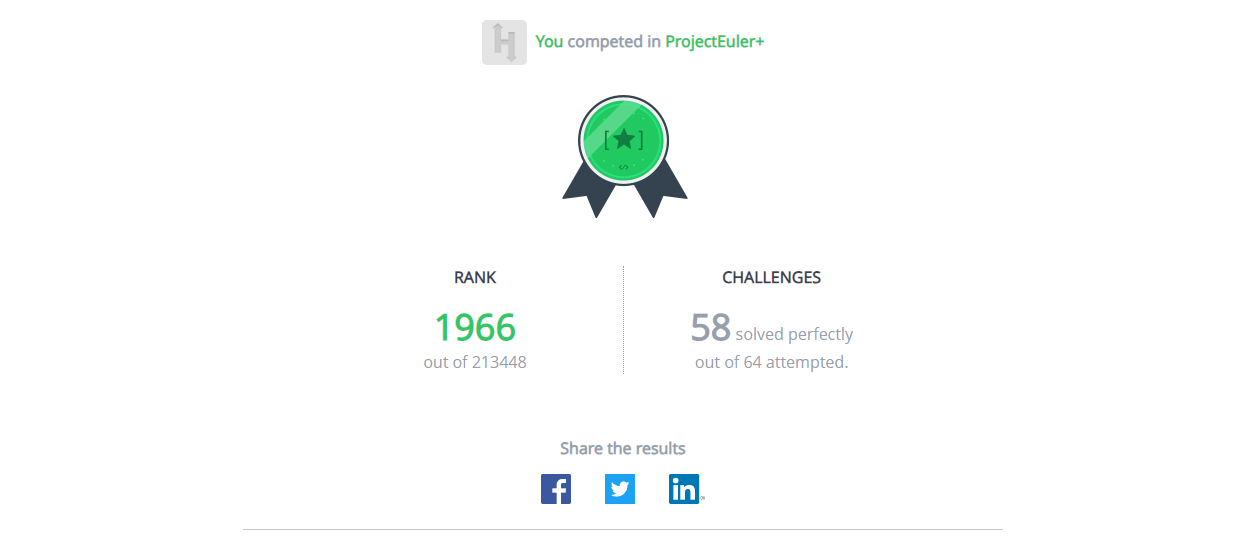 You competed in ProjectEuler+
RANK
1966
out of 213448
CHALLENGES
58 solved perfectly
out of 64 attempted.
Share the results